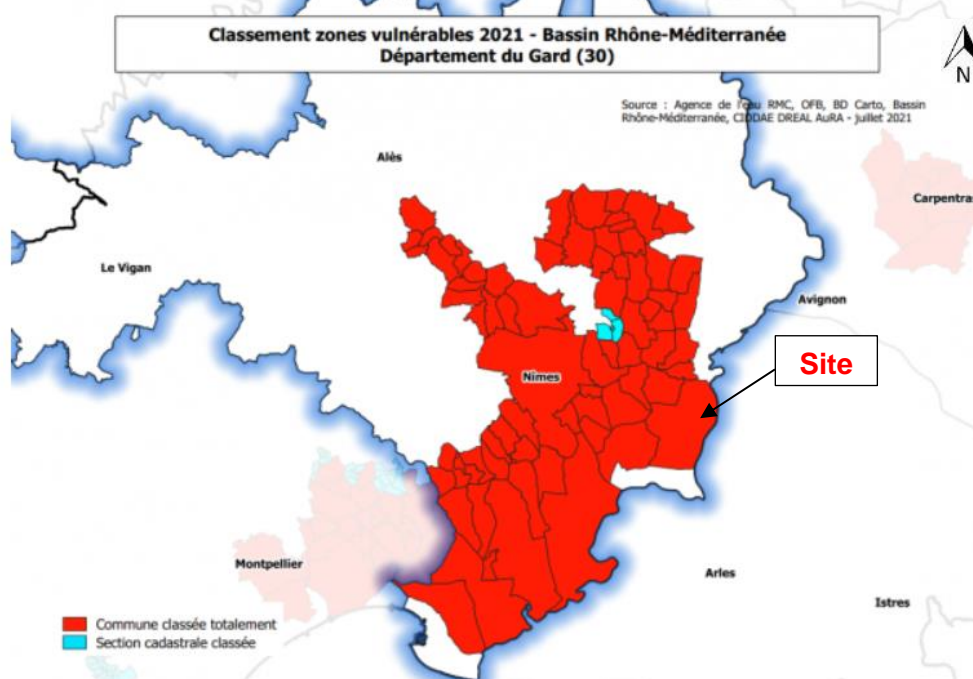 Classement zones vulnérables 2021 - Bassin Rhône-Méditerranée
Département du Gard (30)
N
Source : Agence de l'eau RMC, OFB, BD Carto, Bassin
Rhône-Méditerranée, CIDDAE DREAL AuRA - juillet 2021
Alès
Carpentra
Le Vigan
Avignon
Site
Nîmes
Montpellier
Arles
Istres
Commune classée totalement
Section cadastrale classée